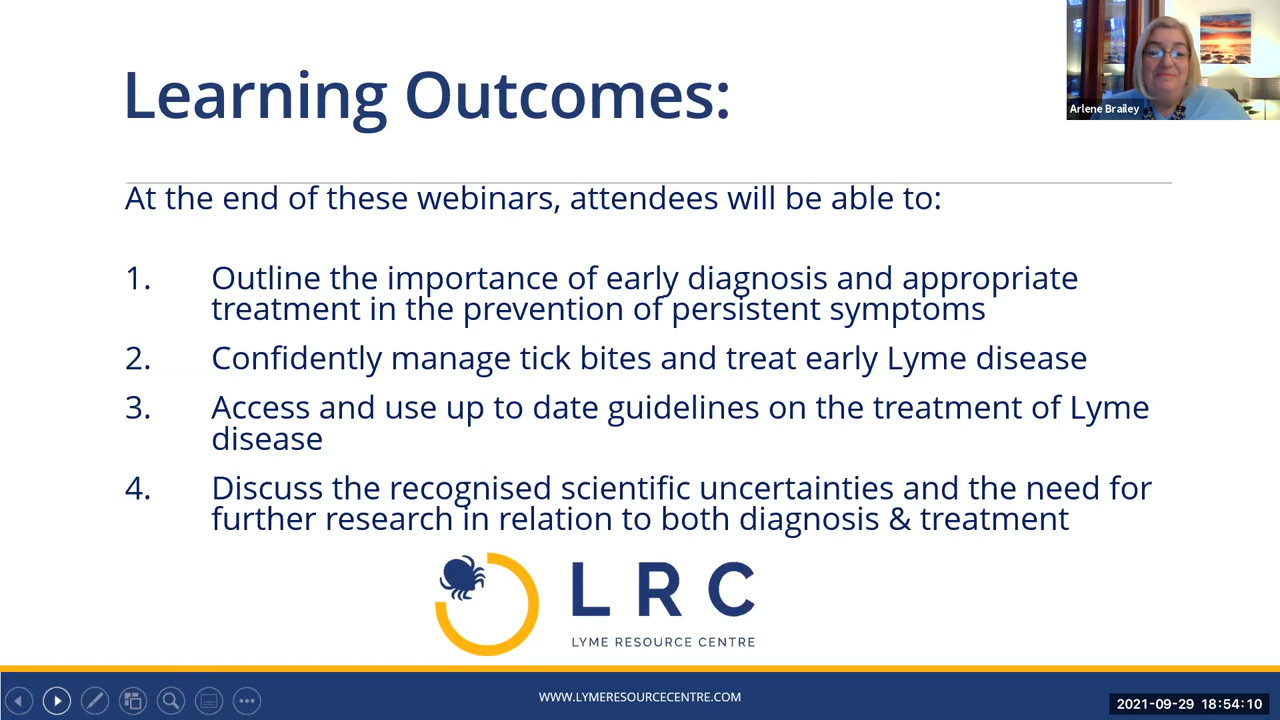 Learning Outcomes:
Arlene Brailey
At the end of these webinars, attendees will be able to:
1. Outline the importance of early diagnosis and appropriate
treatment in the prevention of persistent symptoms
2. Confidently manage tick bites and treat early Lyme disease
3. Access and use up to date guidelines on the treatment of Lyme
disease
4. Discuss the recognised scientific uncertainties and the need for
further research in relation to both diagnosis & treatment
LRC
LYME RESOURCE CENTRE
WWW.LYMERESOURCECENTRE.COM
2021-09-29 18:54:10